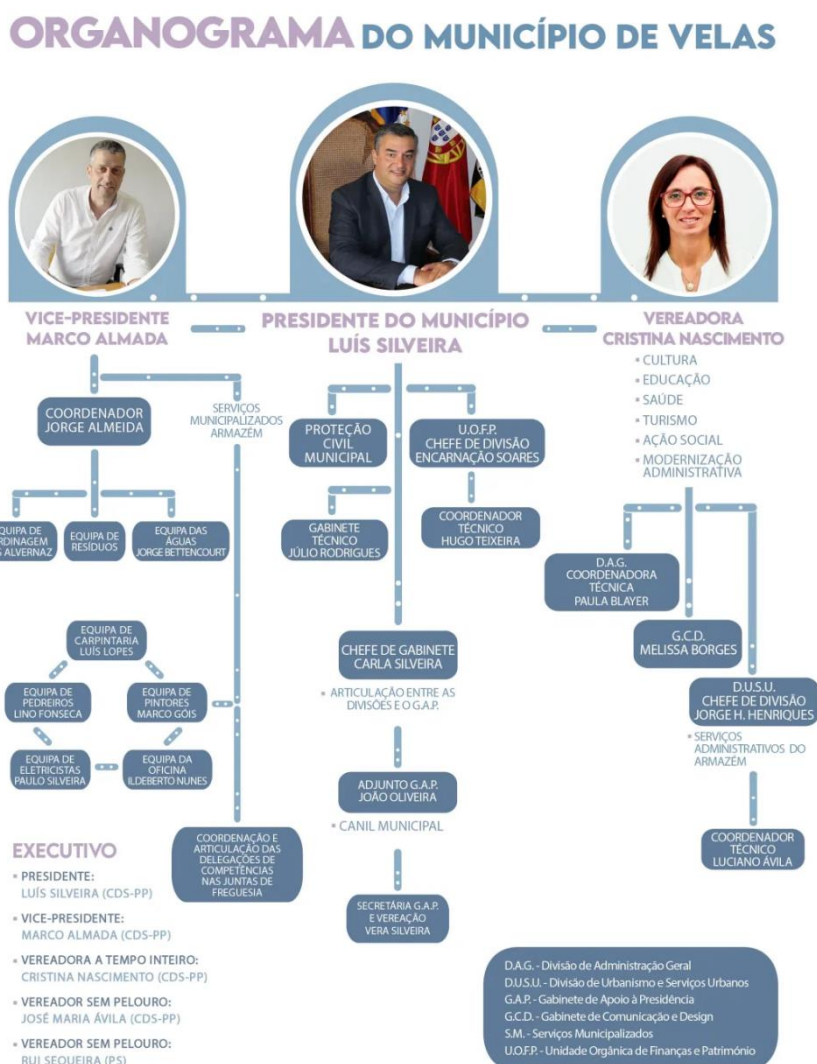 ORGANOGRAMA DO MUNICÍPIO DE VELAS
VICE-PRESIDENTE
MARCO ALMADA
PRESIDENTE DO MUNICÍPIO
LUÍS SILVEIRA
VEREADORA
CRISTINA NASCIMENTO
▪ CULTURA
▪ EDUCAÇÃO
▪ SAÚDE
▪ TURISMO
▪ AÇÃO SOCIAL
▪ MODERNIZAÇÃO
ADMINISTRATIVA
COORDENADOR
JORGE ALMEIDA
SERVIÇOS
MUNICIPALIZADOS
ARMAZÉM
EQUIPA DE
RESÍDUOS
EQUIPA DAS
ÁGUAS
JORGE BETTENCOURT
EQUIPA DE
CARPINTARIA
LUÍS LOPES
EQUIPA DE
PEDREIROS
LINO FONSECA
EQUIPA DE
PINTORES
MARCO GÓIS
EQUIPA DE
ELETRICISTAS
PAULO SILVEIRA
EQUIPA DA
OFICINA
ILDEBERTO NUNES
COORDENAÇÃO E
ARTICULAÇÃO DAS
DELEGAÇÕES DE
COMPETÊNCIAS
NAS JUNTAS DE
FREGUESIA
PROTEÇÃO
CIVIL
MUNICIPAL
U.O.F.P.
CHEFE DE DIVISÃO
ENCARNAÇÃO SOARES
GABINETE
TÉCNICO
JÚLIO RODRIGUES
COORDENADOR
TÉCNICO
HUGO TEIXEIRA
CHEFE DE GABINETE
CARLA SILVEIRA
▪ ARTICULAÇÃO ENTRE AS
DIVISÕES E O G.A.P.
ADJUNTO G.A.P.
JOÃO OLIVEIRA
▪ CANIL MUNICIPAL
SECRETÁRIA G.A.P.
E VEREAÇÃO
VERA SILVEIRA
D.A.G.
COORDENADORA
TÉCNICA
PAULA BLAYER
G.C.D.
MELISSA BORGES
D.U.S.U.
CHEFE DE DIVISÃO
JORGE H. HENRIQUES
▪ SERVIÇOS
ADMINISTRATIVOS DO
ARMAZÉM
COORDENADOR
TÉCNICO
LUCIANO ÁVILA
EXECUTIVO
▪ PRESIDENTE:
LUÍS SILVEIRA (CDS-PP)
▪ VICE-PRESIDENTE:
MARCO ALMADA (CDS-PP)
▪ VEREADORA A TEMPO INTEIRO:
CRISTINA NASCIMENTO (CDS-PP)
▪ VEREADOR SEM PELOURO:
JOSÉ MARIA ÁVILA (CDS-PP)
▪ VEREADOR SEM PELOURO:
RUI SEQUEIRA (PS)
D.A.G. - Divisão de Administração Geral
D.U.S.U. - Divisão de Urbanismo e Serviços Urbanos
G.A.P. - Gabinete de Apoio à Presidência
G.C.D. - Gabinete de Comunicação e Design
S.M. - Serviços Municipalizados
U.O.F.P. - Unidade Orgânica de Finanças e Património